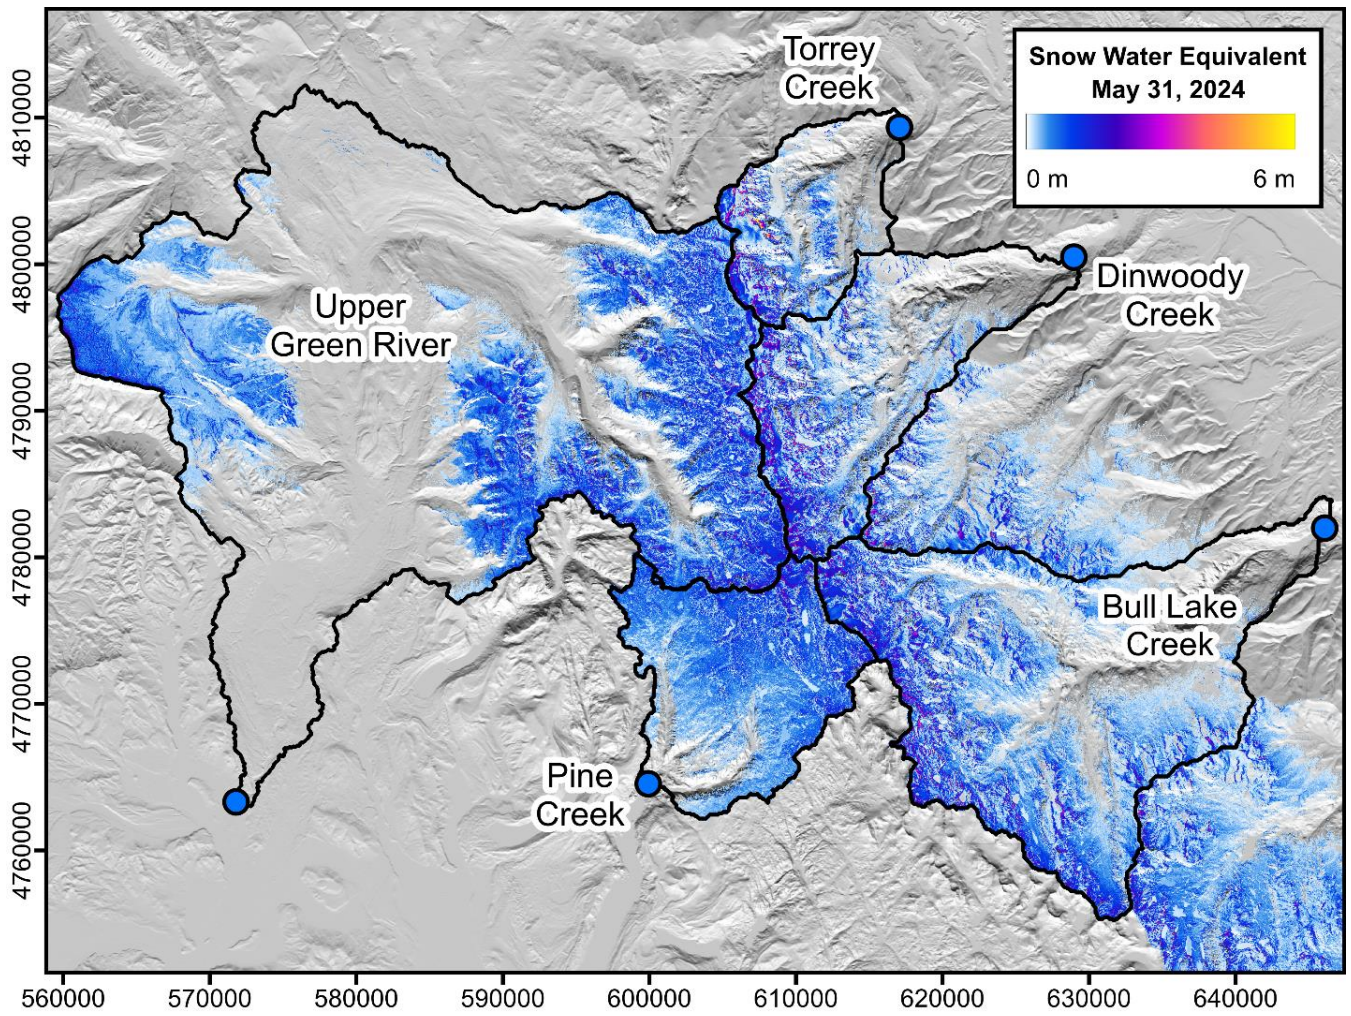 Torrey
Creek
Snow Water Equivalent
May 31, 2024
0 m
6 m
Dinwoody
Creek
Upper
Green River
Bull Lake
Creek
Pine
Creek
4810000
4800000
4790000
4780000
4770000
4760000
560000
570000
580000
590000
600000
610000
620000
630000
640000